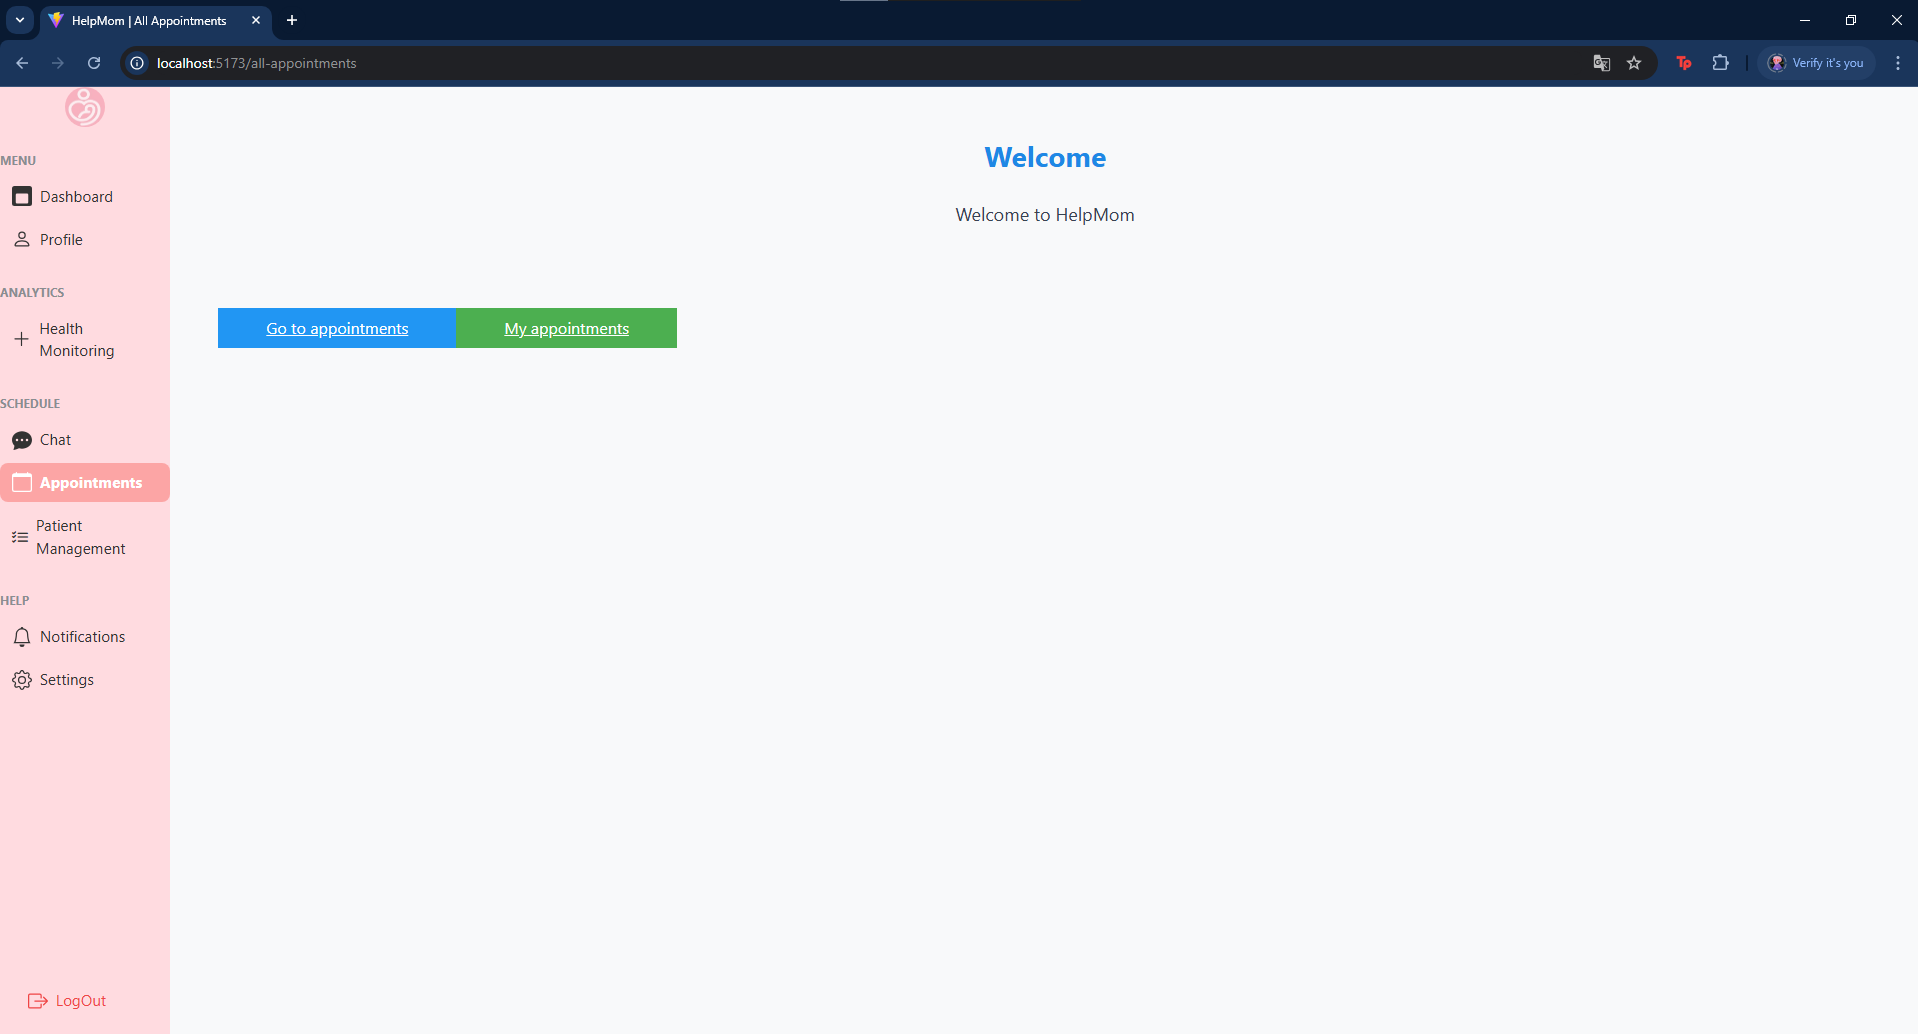 HelpMom | All Appointments
localhost:5173/all-appointments
Tp
Verify it's you
MENU
Dashboard
Profile
ANALYTICS
Health
Monitoring
SCHEDULE
Chat
Appointments
Patient
Management
HELP
Notifications
Settings
LogOut
Welcome
Welcome to HelpMom
Go to appointments
My appointments